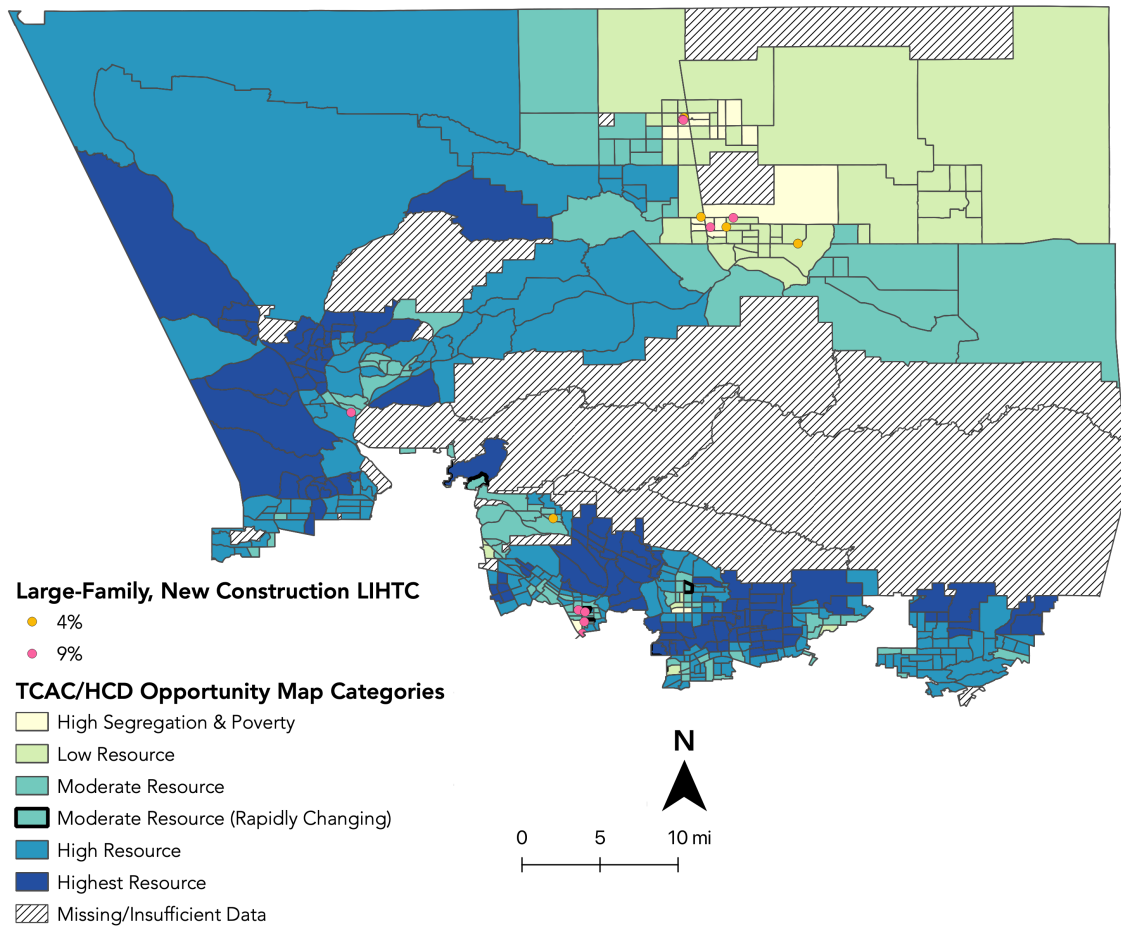 Large-Family, New Construction LIHTC
4%
9%
TCAC/HCD Opportunity Map Categories
High Segregation & Poverty
Low Resource
Moderate Resource
Moderate Resource (Rapidly Changing)
High Resource
Highest Resource
Missing/Insufficient Data
N
0 5 10 mi